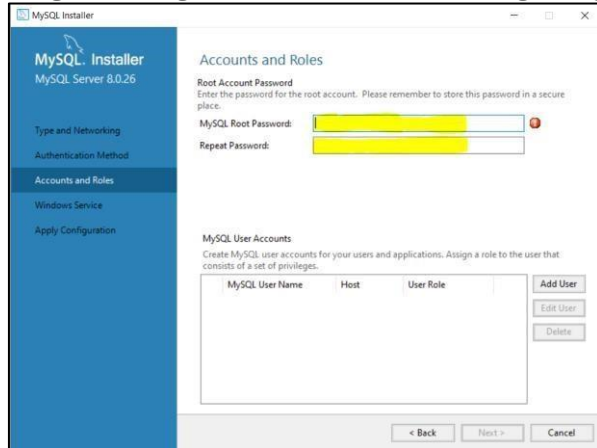 MySQL Installer
MySQL. Installer
MySQL Server 8.0.26
Type and Networking
Authentication Method
Accounts and Roles
Windows Service
Apply Configuration
Accounts and Roles
Root Account Password
Enter the password for the root account. Please remember to store this password in a secure
place.
MySQL Root Password:
Repeat Password:
MySQL User Accounts
Create MySQL user accounts for your users and applications. Assign a role to the user that
consists of a set of privileges.
MySQL User Name Host User Role
Add User
Edit User
Delete
< Back Next > Cancel